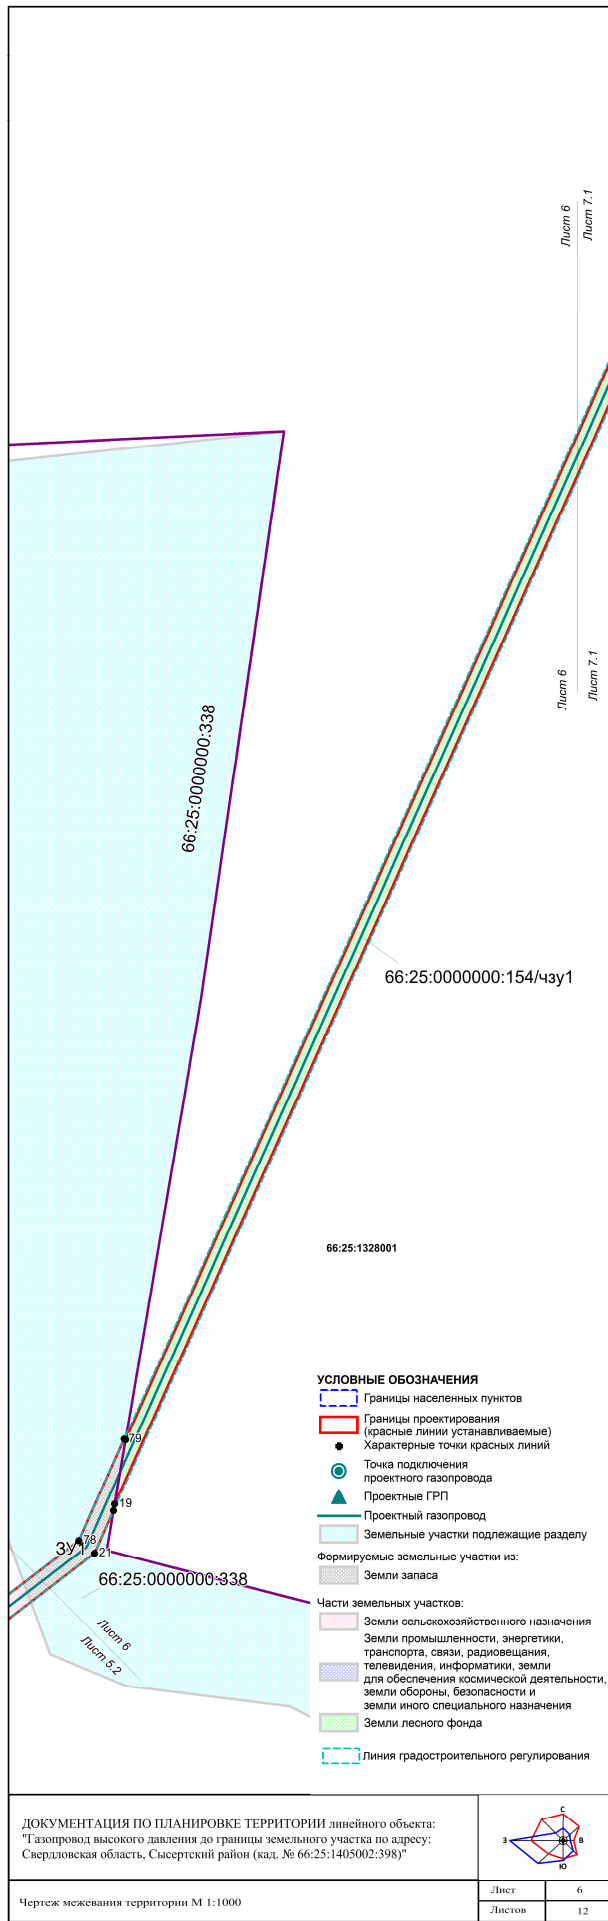 Лист 6
Лист 7.1
66:25:0000000:338
Лист 6
Лист 7.1
66:25:0000000:154/чзу1
66:25:1328001
79
19
78
ЗУ1
21
66:25:0000000:338
Лист 6
Лист 5.2
УСЛОВНЫЕ ОБОЗНАЧЕНИЯ
Границы населенных пунктов
Границы проектирования
(красные линии устанавливаемые)
Характерные точки красных линий
Точка подключения
проектного газопровода
Проектные ГРП
Проектный газопровод
Земельные участки подлежащие разделу
Формируемые земельные участки из:
Земли запаса
Части земельных участков:
Земли сельскохозяйственного назначения
Земли промышленности, энергетики,
транспорта, связи, радиовещания,
телевидения, информатики, земли
для обеспечения космической деятельности,
земли обороны, безопасности и
земли иного специального назначения
Земли лесного фонда
Линия градостроительного регулирования
ДОКУМЕНТАЦИЯ ПО ПЛАНИРОВКЕ ТЕРРИТОРИИ линейного объекта:
"Газопровод высокого давления до границы земельного участка по адресу:
Свердловская область, Сысертский район (кад. № 66:25:1405002:398)"
С
З
В
Ю
Чертеж межевания территории М 1:1000
Лист 6
Листов 12